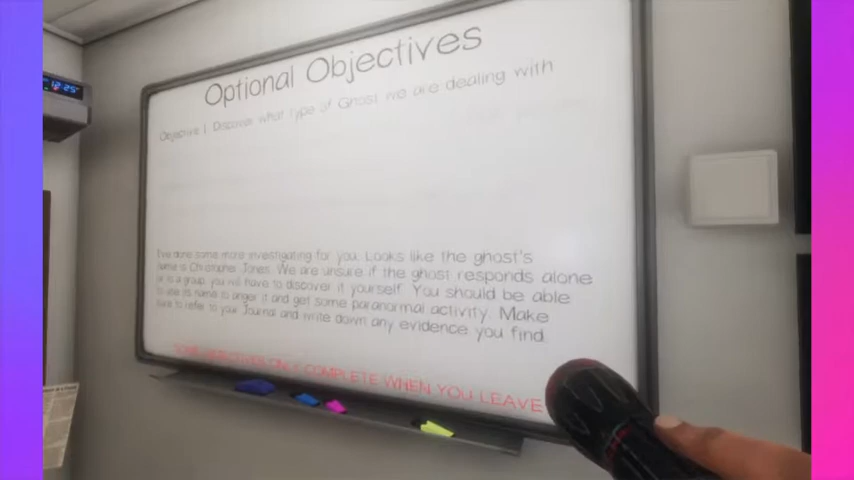 12:25
Optional Objectives
Objective 1: Discover what type of Ghost we are dealing with
I've done some more investigating for you. Looks like the ghost's
name is Christopher Jones. We are unsure if the ghost responds alone
or to a group, you will have to discover it yourself. You should be able
to use its name to anger it and get some paranormal activity. Make
sure to refer to your Journal and write down any evidence you find.
OBJECTIVES ONLY COMPLETE WHEN YOU LEAVE